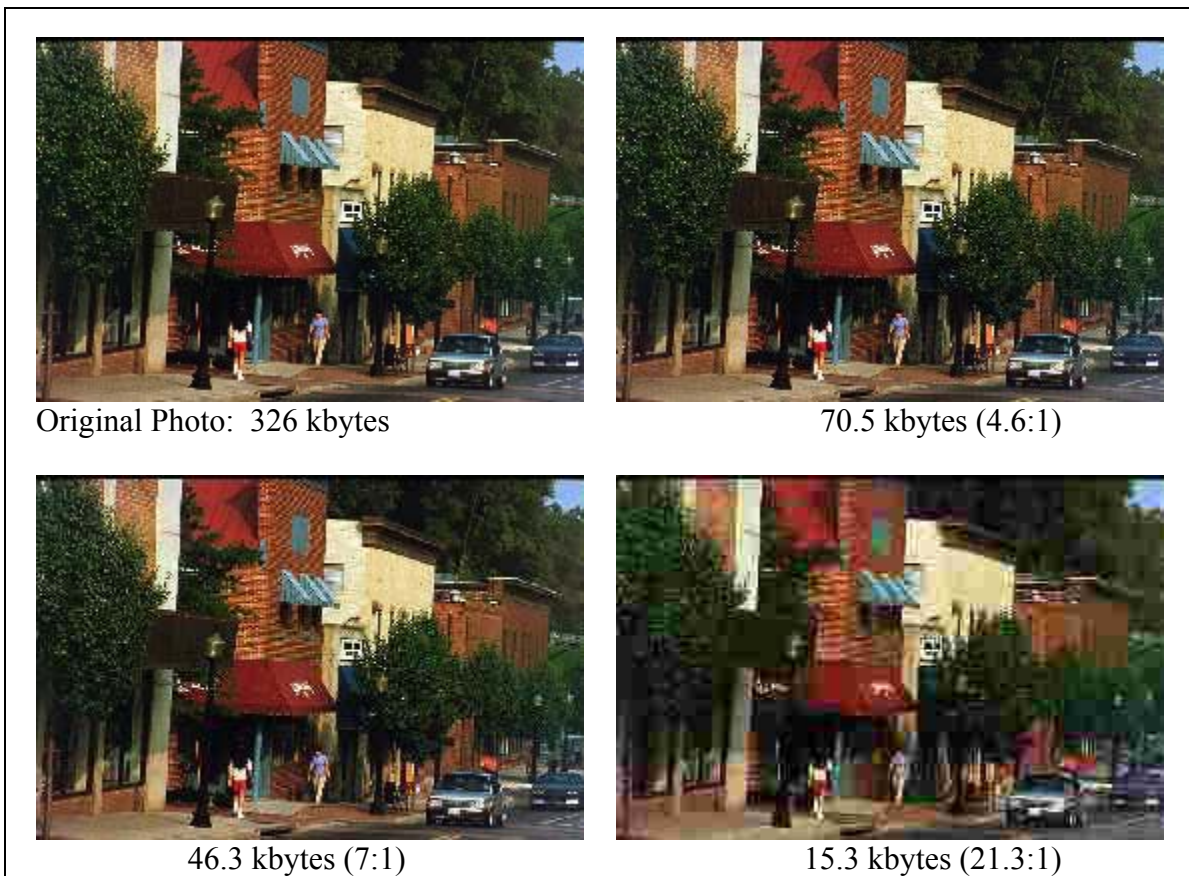 Original Photo: 326 kbytes
70.5 kbytes (4.6:1)
46.3 kbytes (7:1)
15.3 kbytes (21.3:1)